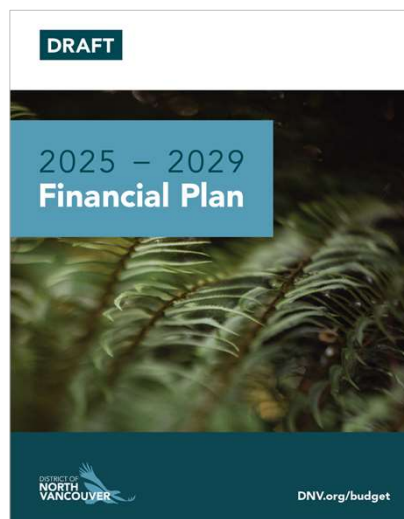 DRAFT
2025 – 2029
Financial Plan
DISTRICT OF
NORTH
VANCOUVER
DNV.org/budget